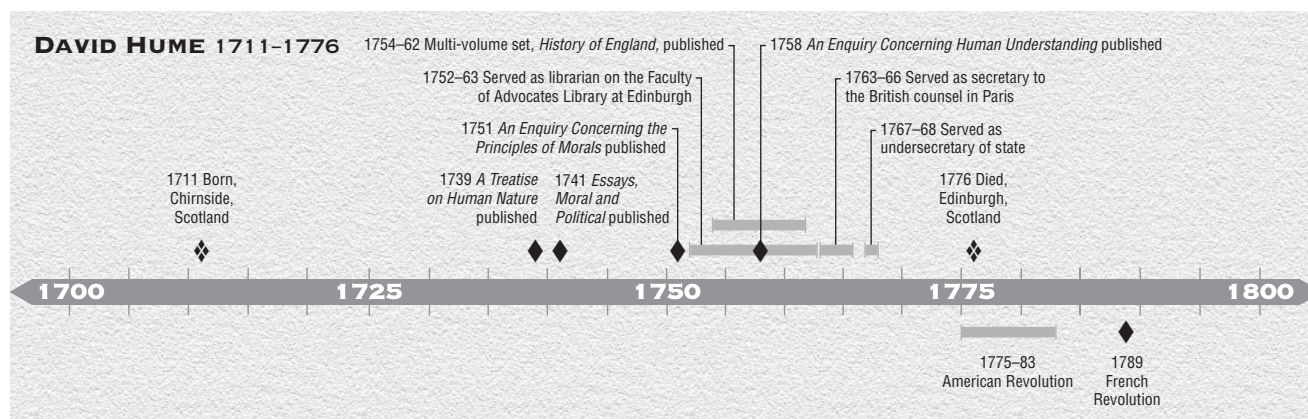 DAVID HUME 1711–1776
1754–62 Multi-volume set, History of England, published
1758 An Enquiry Concerning Human Understanding published
1752–63 Served as librarian on the Faculty
of Advocates Library at Edinburgh
1763–66 Served as secretary to
the British counsel in Paris
1751 An Enquiry Concerning the
Principles of Morals published
1767–68 Served as
undersecretary of state
1711 Born,
Chirnside,
Scotland
1739 A Treatise
on Human Nature
published
1741 Essays,
Moral and
Political published
1776 Died,
Edinburgh,
Scotland
1700 1725 1750 1775 1800
1775–83
American Revolution
1789
French
Revolution